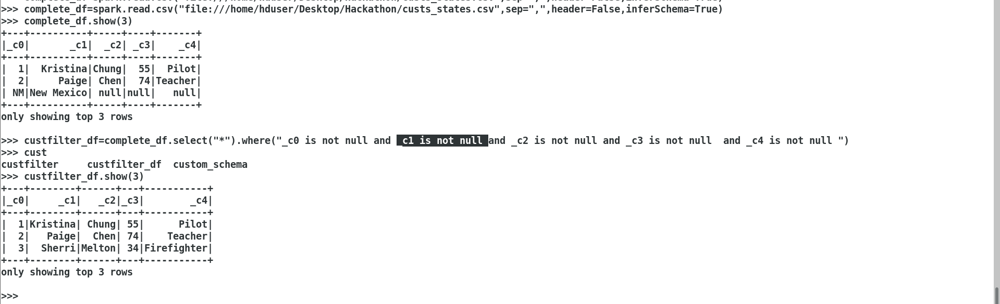 >>> complete_df=spark.read.csv("file:///home/hduser/Desktop/Hackathon/custs_states.csv",sep=",",header=False,inferSchema=True)
>>> complete_df.show(3)
+---+----------+-----+----+-------+
|_c0|       _c1|  _c2| _c3|    _c4|
+---+----------+-----+----+-------+
|  1|  Kristina|Chung|  55|  Pilot|
|  2|     Paige| Chen|  74|Teacher|
| NM|New Mexico| null|null|   null|
+---+----------+-----+----+-------+
only showing top 3 rows

>>> custfilter_df=complete_df.select("*").where("_c0 is not null and _c1 is not null and _c2 is not null and _c3 is not null  and _c4 is not null ")
>>> cust
custfilter     custfilter_df  custom_schema
>>> custfilter_df.show(3)
+---+--------+------+---+-----------+
|_c0|     _c1|   _c2|_c3|        _c4|
+---+--------+------+---+-----------+
|  1|Kristina| Chung| 55|      Pilot|
|  2|   Paige|  Chen| 74|    Teacher|
|  3|  Sherri|Melton| 34|Firefighter|
+---+--------+------+---+-----------+
only showing top 3 rows

>>>